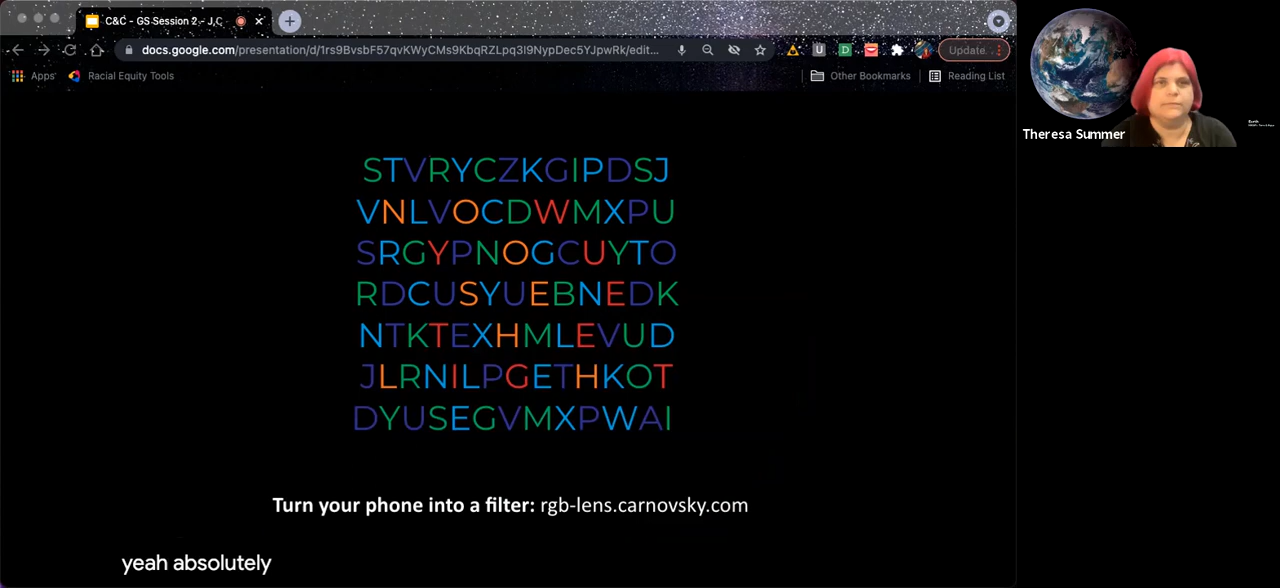 C&C - GS Session 2 - J,C
docs.google.com/presentation/d/1rs9BvsbF57qvKWyCMs9KbqRZLpq3l9NypDec5YJpwRk/edit...
Update
Apps
Racial Equity Tools
Other Bookmarks
Reading List
Theresa Summer
STVRYCZKGIPDSJ
VNLVOCDWMXPU
SRGYPNOGCUYTO
RDCUSYUEBNEDK
NTKTEXHMLEVUD
JLRNILPGETHKOT
DYUSEGVMXPWAI
Turn your phone into a filter: rgb-lens.carnovsky.com
yeah absolutely